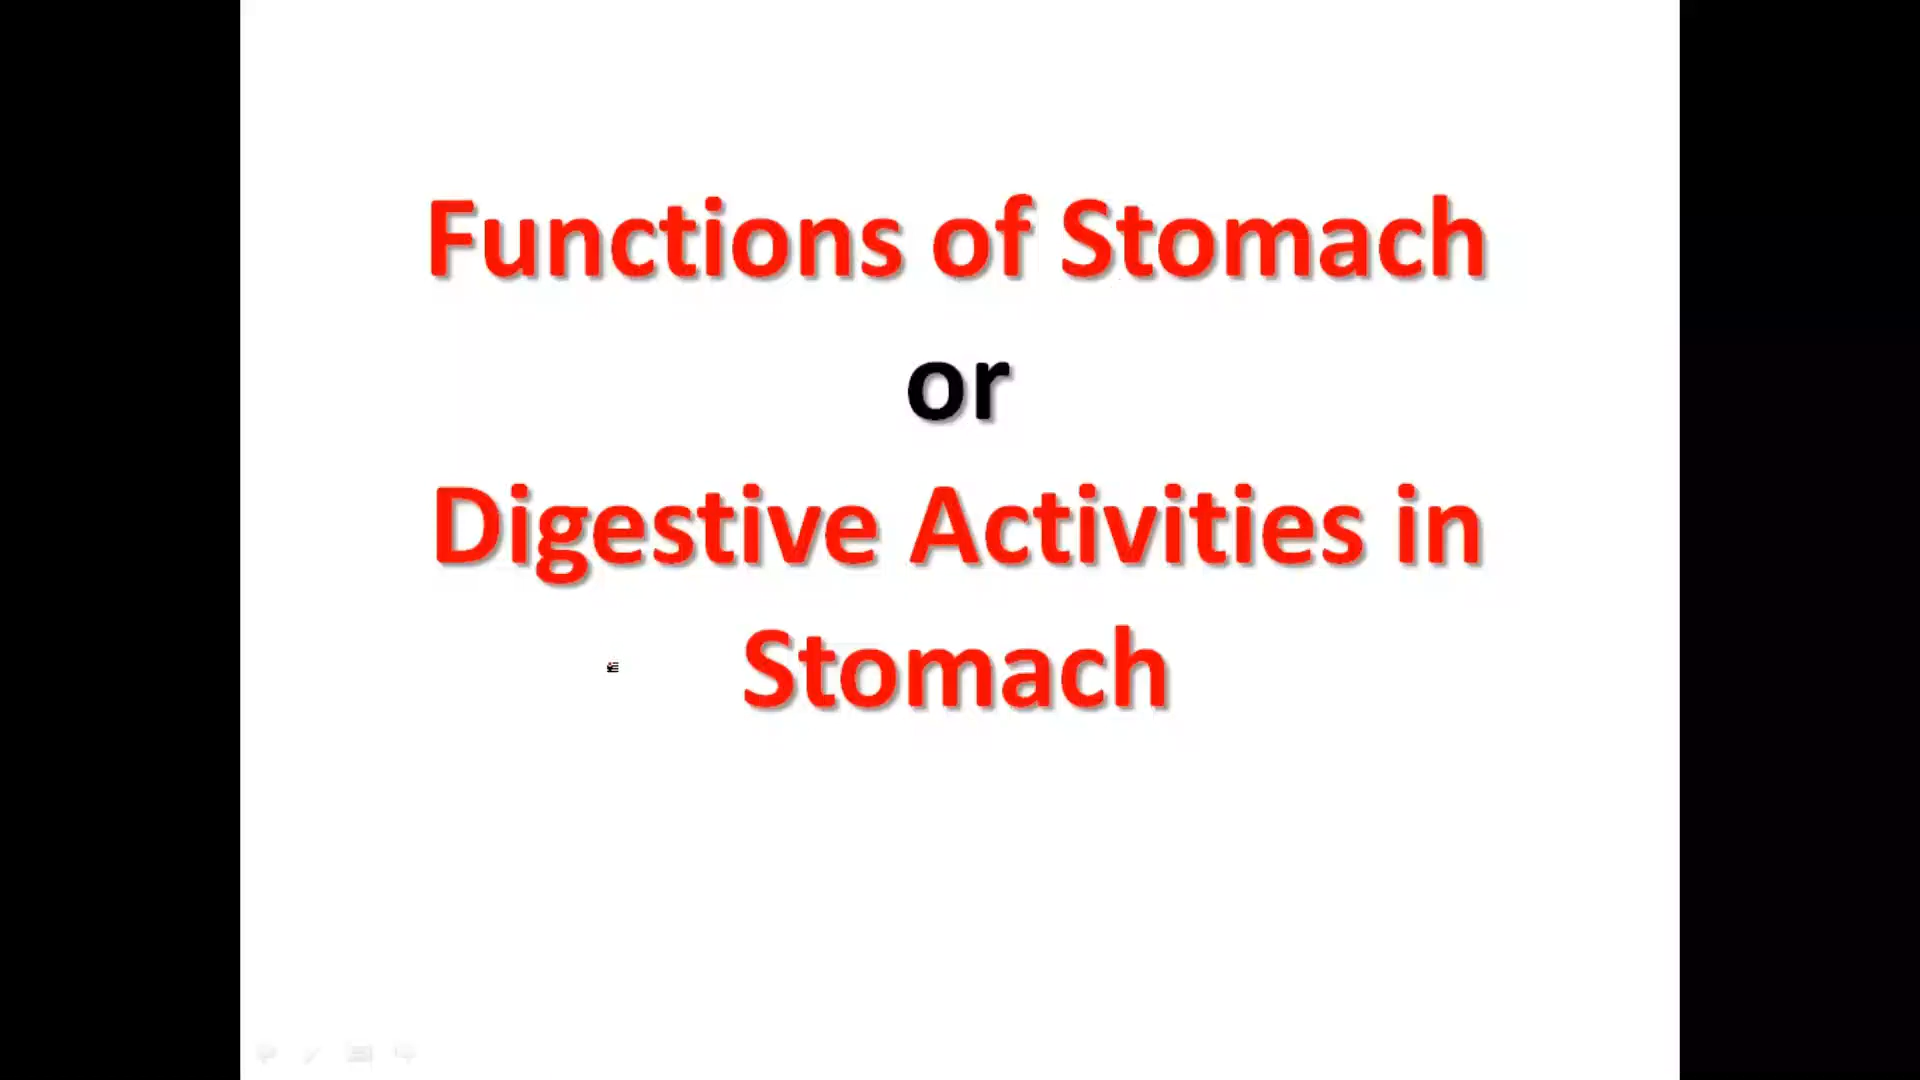 Functions of Stomach
or
Digestive Activities in
Stomach